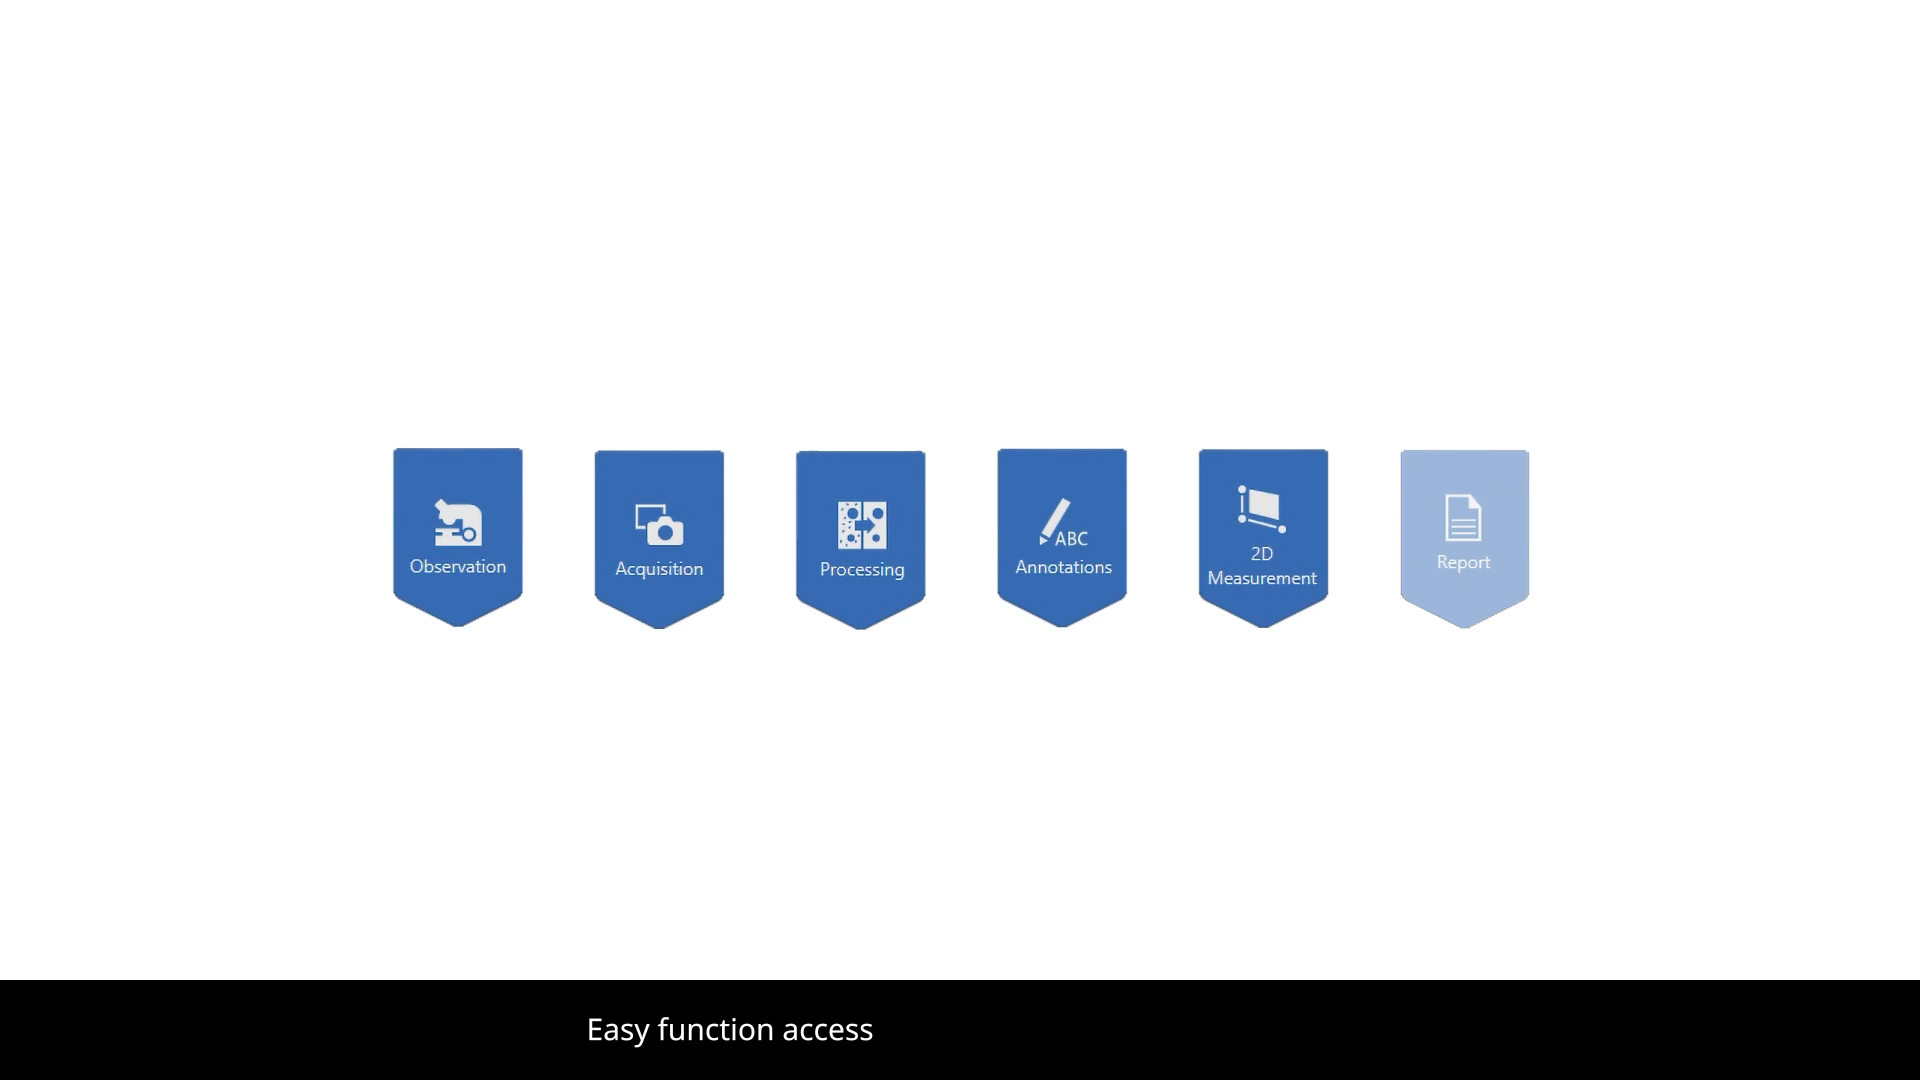 Observation
Acquisition
Processing
ABC
Annotations
2D
Measurement
Report
Easy function access